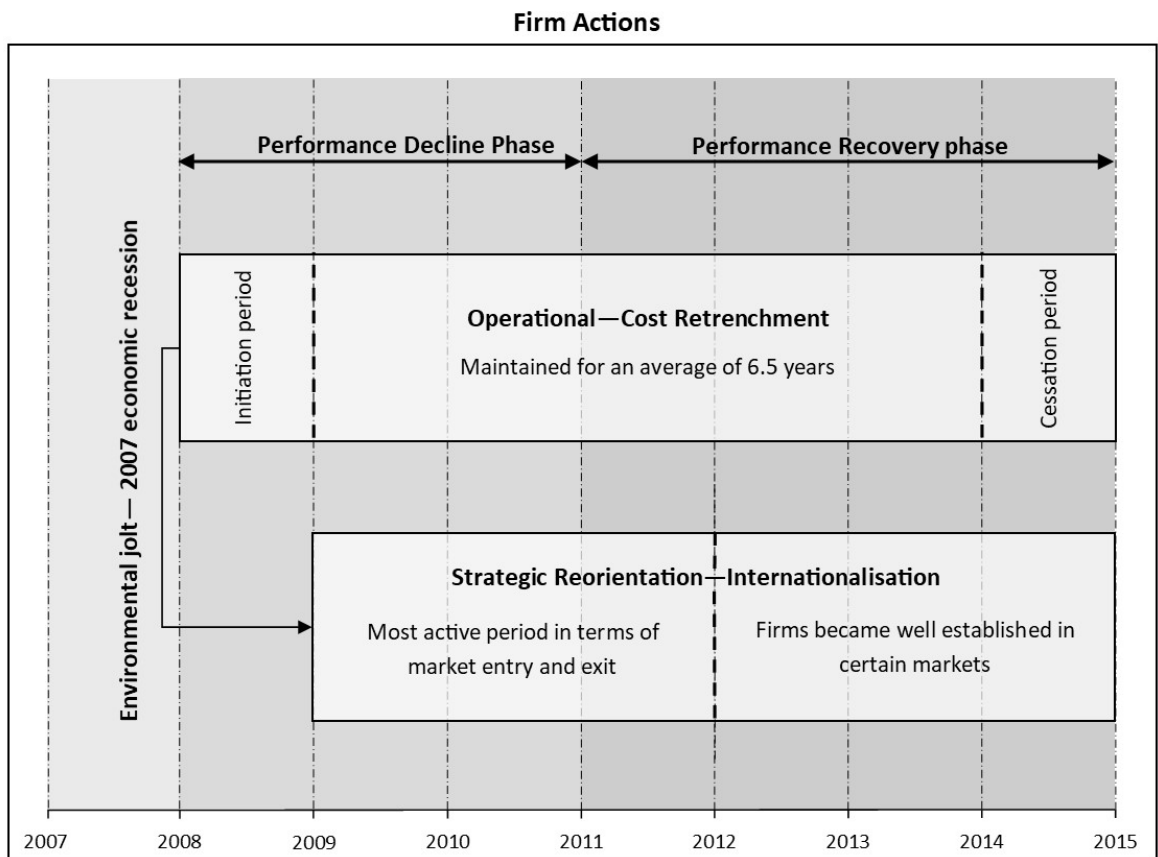 Firm Actions
Performance Decline Phase
Performance Recovery phase
Environmental jolt— 2007 economic recession
Initiation period
Operational—Cost Retrenchment
Maintained for an average of 6.5 years
Cessation period
Strategic Reorientation—Internationalisation
Most active period in terms of
market entry and exit
Firms became well established in
certain markets
2007 2008 2009 2010 2011 2012 2013 2014 2015